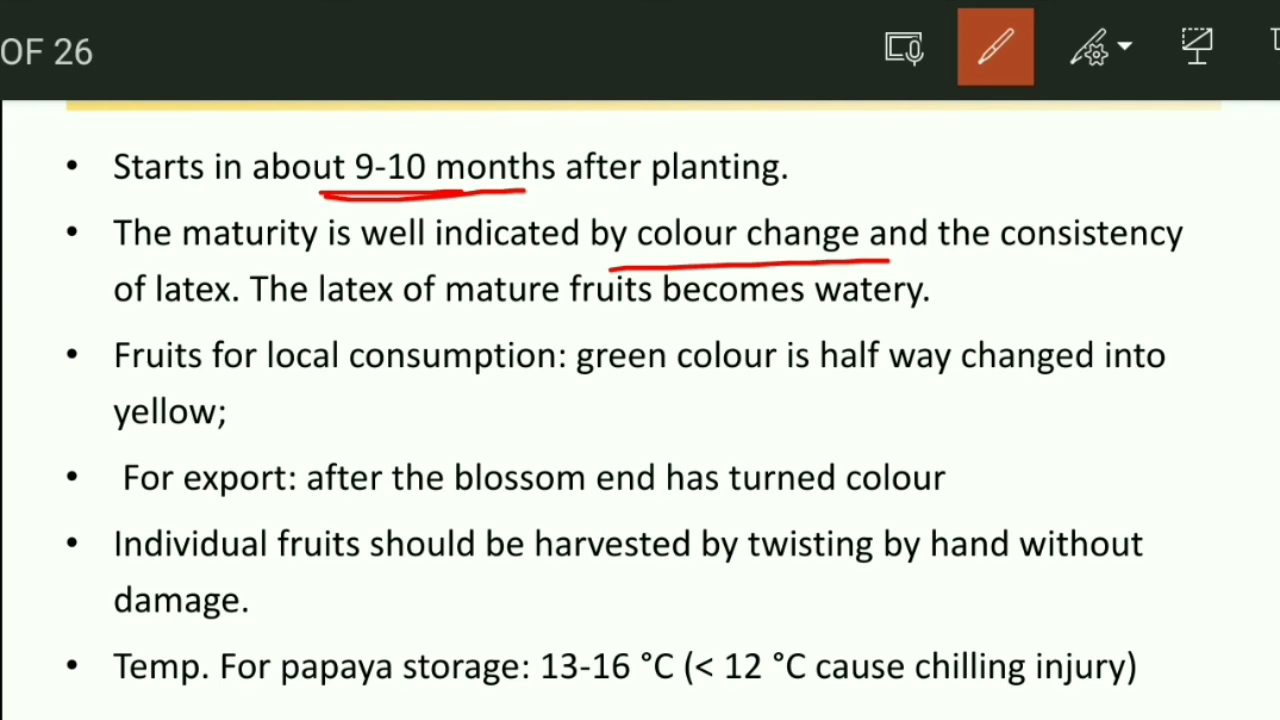 OF 26
• Starts in about 9-10 months after planting.
• The maturity is well indicated by colour change and the consistency
of latex. The latex of mature fruits becomes watery.
• Fruits for local consumption: green colour is half way changed into
yellow;
• For export: after the blossom end has turned colour
• Individual fruits should be harvested by twisting by hand without
damage.
• Temp. For papaya storage: 13-16 °C (< 12 °C cause chilling injury)